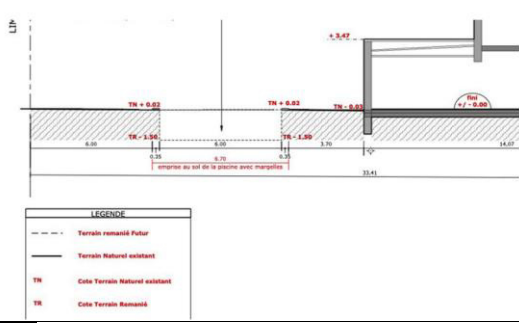 LIM
+ 3.47
TN + 0.02
TN + 0.02
TN - 0.03
fini
+/- 0.00
TR - 1.50
TR - 1.50
6.00
6.00
3.70
14,07
0.35
6.70
0.35
emprise au sol de la piscine avec margelles
33,41
LEGENDE
Terrain remanié Futur
Terrain Naturel existant
TN
Cote Terrain Naturel existant
TR
Cote Terrain Remanié